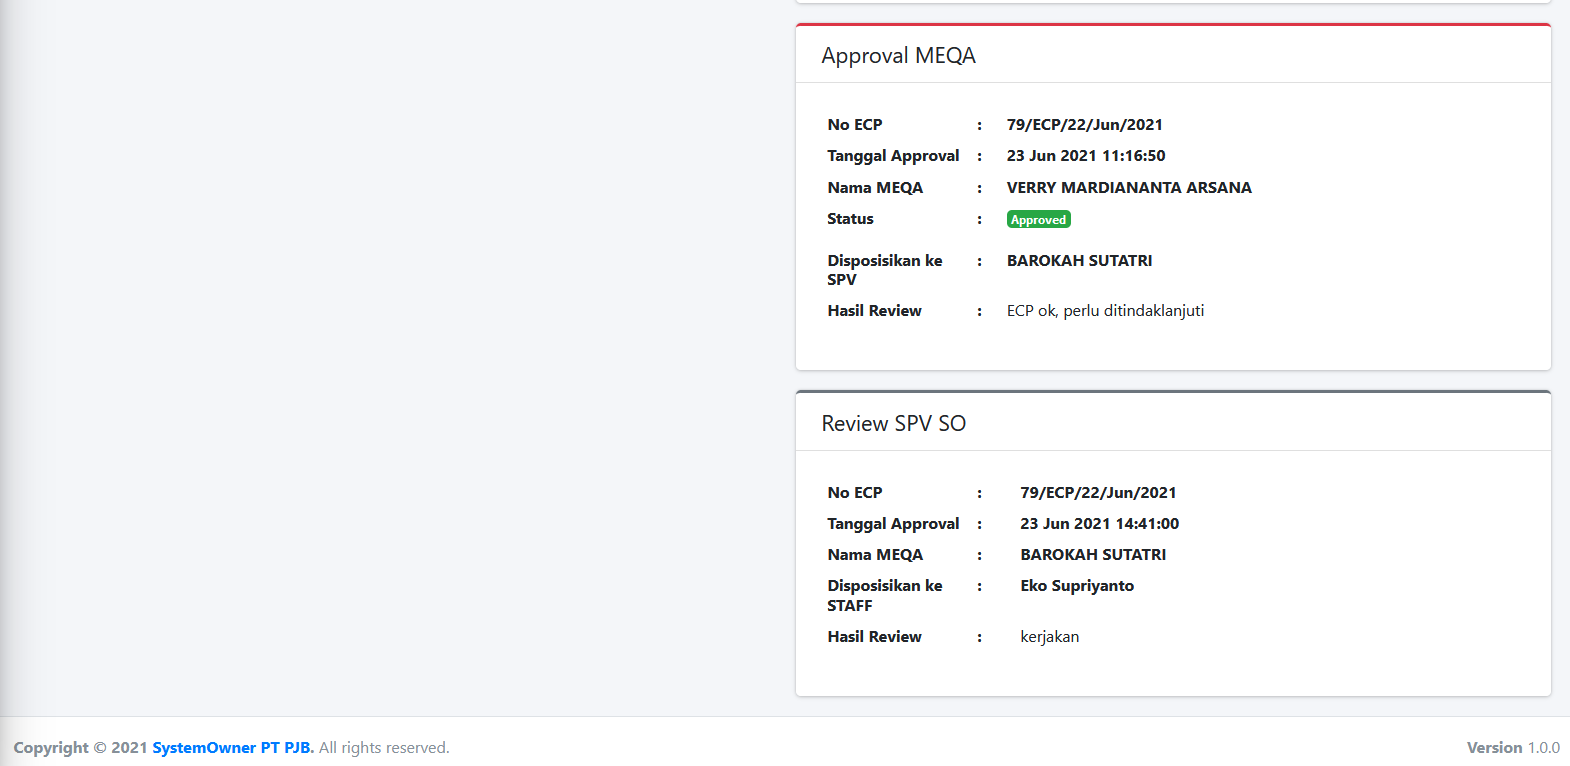 Approval MEQA
No ECP : 79/ECP/22/Jun/2021
Tanggal Approval : 23 Jun 2021 11:16:50
Nama MEQA : VERRY MARDIANANTA ARSANA
Status : Approved
Disposisikan ke : BAROKAH SUTATRI
SPV
Hasil Review : ECP ok, perlu ditindaklanjuti
Review SPV SO
No ECP : 79/ECP/22/Jun/2021
Tanggal Approval : 23 Jun 2021 14:41:00
Nama MEQA : BAROKAH SUTATRI
Disposisikan ke : Eko Supriyanto
STAFF
Hasil Review : kerjakan
Copyright © 2021 SystemOwner PT PJB. All rights reserved. Version 1.0.0